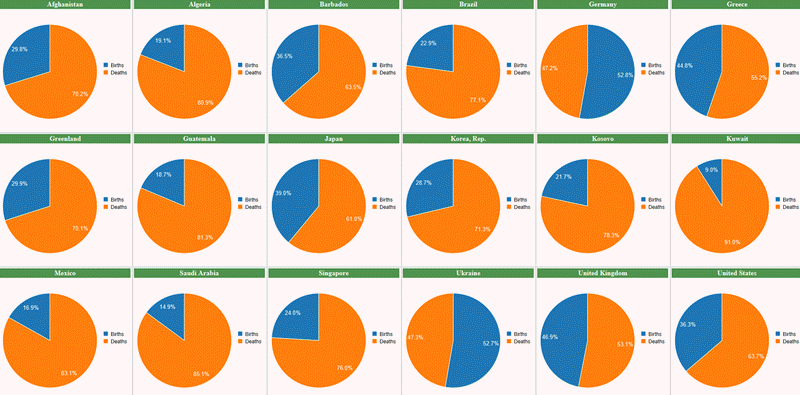 Afghanistan
29.8%
70.2%
Births
Deaths
Algeria
19.1%
80.9%
Births
Deaths
Barbados
36.5%
63.5%
Births
Deaths
Brazil
22.9%
77.1%
Births
Deaths
Germany
47.2%
52.8%
Births
Deaths
Greece
44.8%
55.2%
Births
Deaths
Greenland
29.9%
70.1%
Births
Deaths
Guatemala
18.7%
81.3%
Births
Deaths
Japan
39.0%
61.0%
Births
Deaths
Korea, Rep.
28.7%
71.3%
Births
Deaths
Kosovo
21.7%
78.3%
Births
Deaths
Kuwait
9.0%
91.0%
Births
Deaths
Mexico
16.9%
83.1%
Births
Deaths
Saudi Arabia
14.9%
85.1%
Births
Deaths
Singapore
24.0%
76.0%
Births
Deaths
Ukraine
47.3%
52.7%
Births
Deaths
United Kingdom
46.9%
53.1%
Births
Deaths
United States
36.3%
63.7%
Births
Deaths